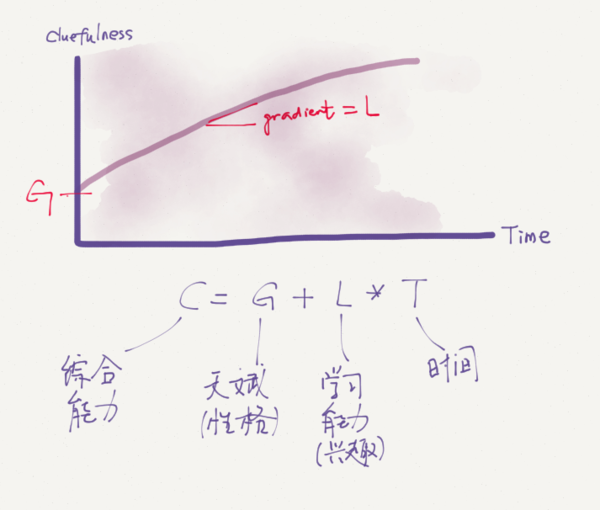 Cluefulness
gradient = L
G
Time
C = G + L * T
综合
能力
天赋
(性格)
学习
能力
(兴趣)
时间